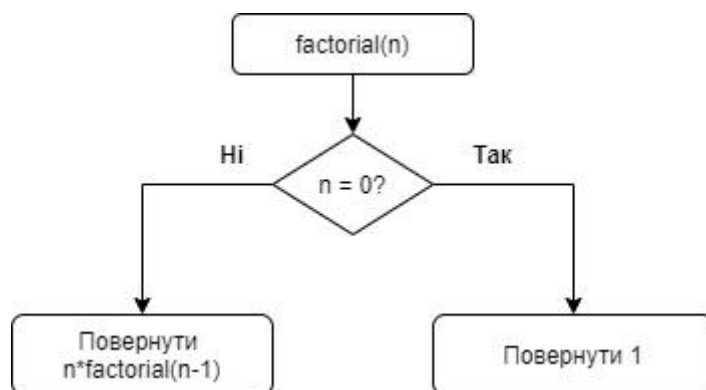 factorial(n)
Ні
Так
n = 0?
Повернути
n*factorial(n-1)
Повернути 1